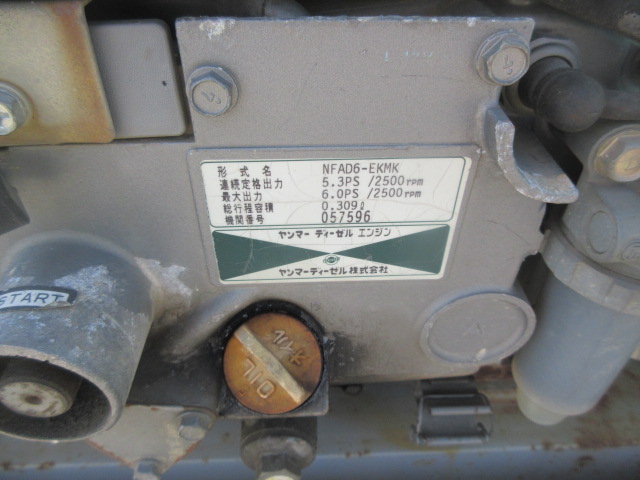 形式名 NFAD6-EKMK
連続定格出力 5.3PS /2500rpm
最大出力 6.0PS /2500rpm
総行程容積 0.309ℓ
機関番号 057596
ヤンマー ディーゼル エンジン
ヤンマーディーゼル株式会社
START
オイル
OIL